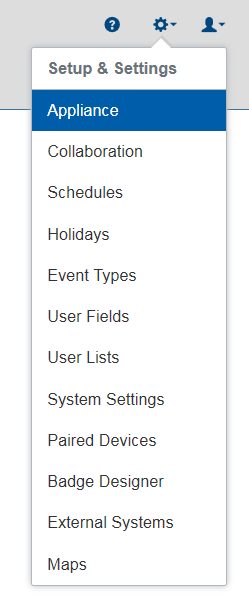 Setup & Settings
Appliance
Collaboration
Schedules
Holidays
Event Types
User Fields
User Lists
System Settings
Paired Devices
Badge Designer
External Systems
Maps